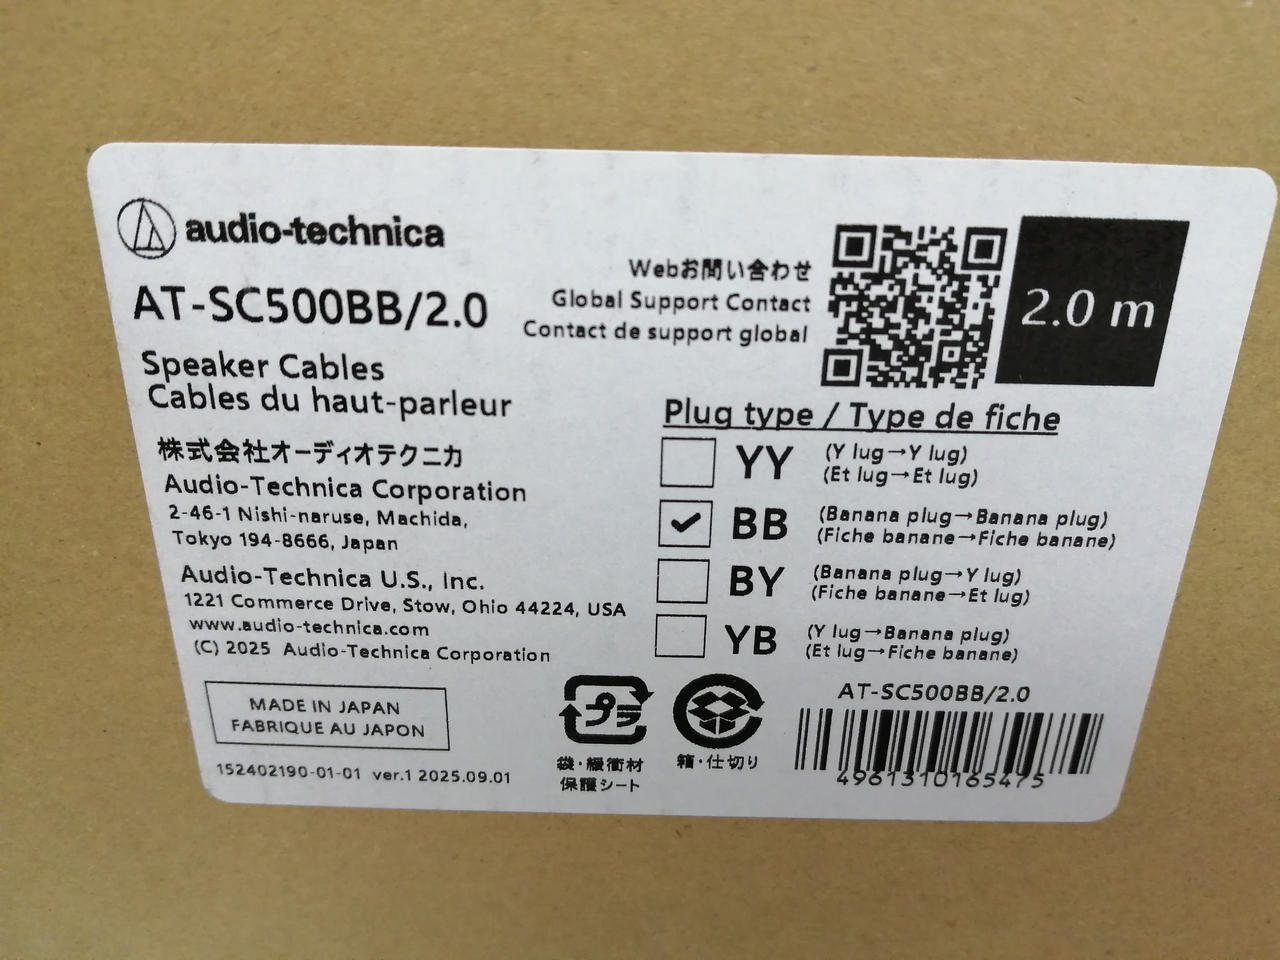 audio-technica
AT-SC500BB/2.0
Speaker Cables
Cables du haut-parleur
株式会社オーディオテクニカ
Audio-Technica Corporation
2-46-1 Nishi-naruse, Machida,
Tokyo 194-8666, Japan
Audio-Technica U.S., Inc.
1221 Commerce Drive, Stow, Ohio 44224, USA
www.audio-technica.com
(C) 2025 Audio-Technica Corporation
MADE IN JAPAN
FABRIQUE AU JAPON
152402190-01-01 ver.1 2025.09.01
Webお問い合わせ
Global Support Contact
Contact de support global
2.0 m
Plug type / Type de fiche
YY (Y lug→Y lug)
(Et lug→Et lug)
✓ BB (Banana plug→Banana plug)
(Fiche banane→Fiche banane)
BY (Banana plug→Y lug)
(Fiche banane→Et lug)
YB (Y lug→Banana plug)
(Et lug→Fiche banane)
プラ
袋・緩衝材
保護シート
箱・仕切り
AT-SC500BB/2.0
4961310165475